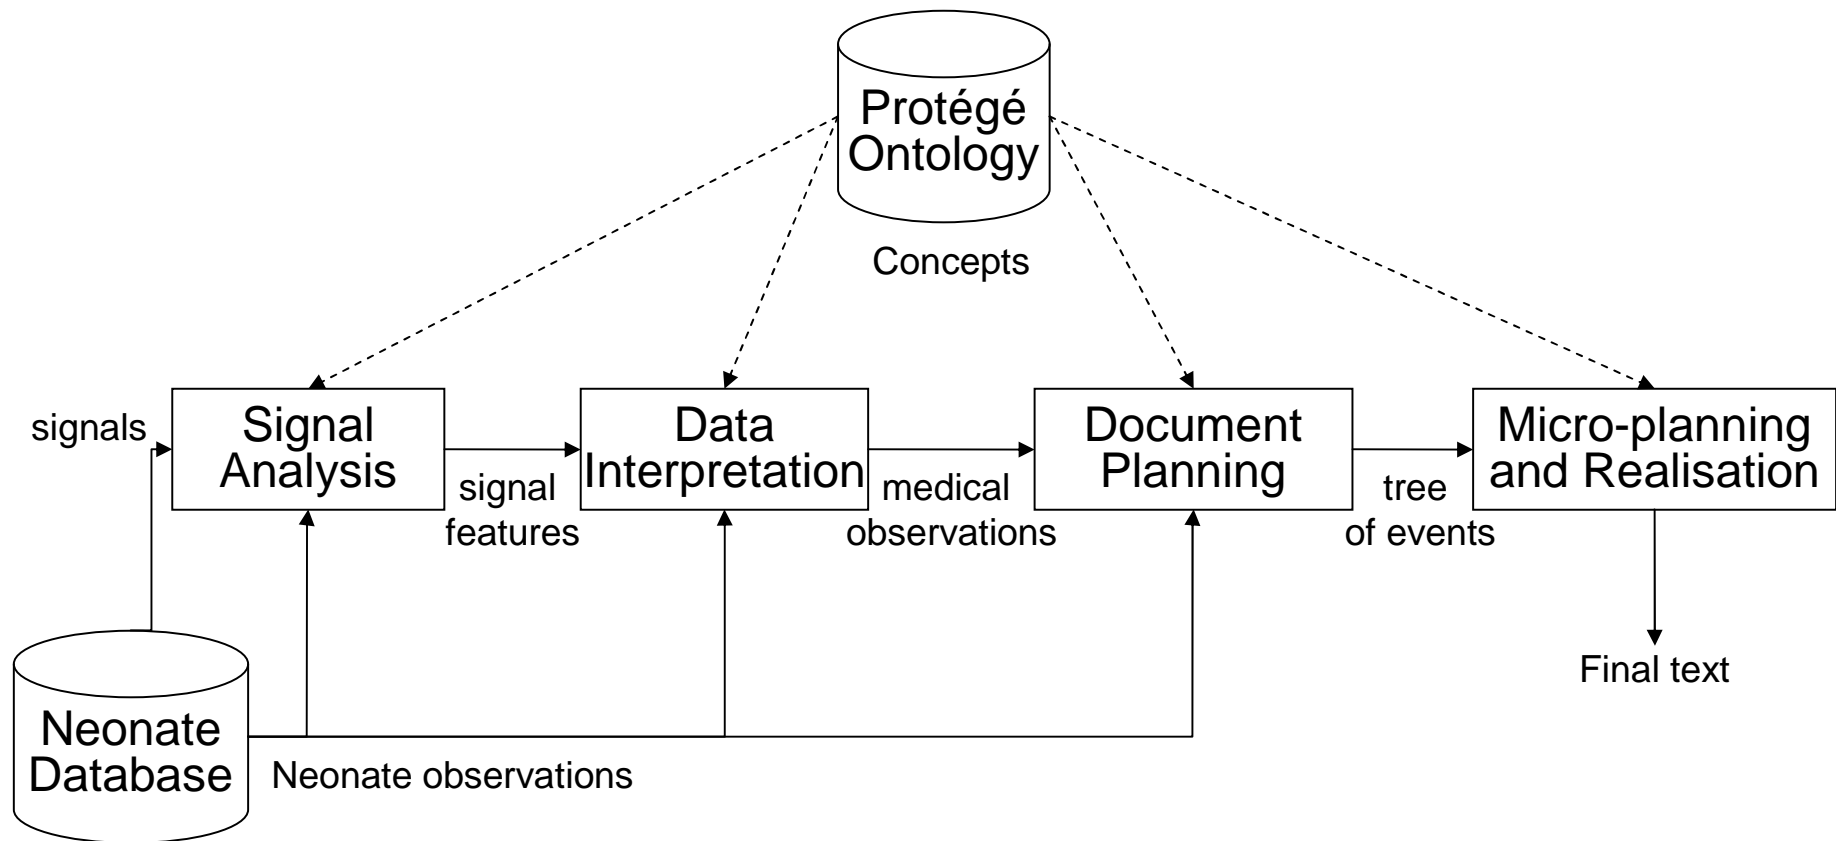 Protégé
Ontology
Concepts
signals
Signal
Analysis
signal
features
Data
Interpretation
medical
observations
Document
Planning
tree
of events
Micro-planning
and Realisation
Final text
Neonate
Database
Neonate observations